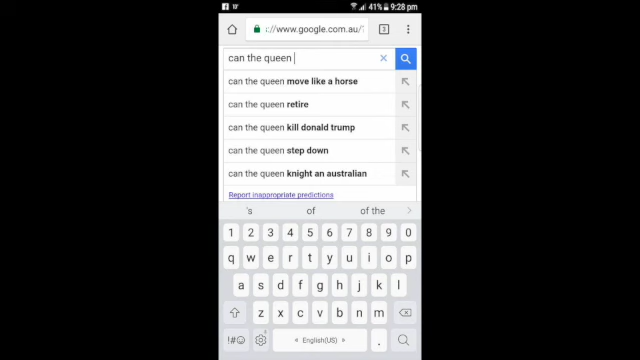 41% 9:28 pm
://www.google.com.au/
3
can the queen
can the queen move like a horse
can the queen retire
can the queen kill donald trump
can the queen step down
can the queen knight an australian
Report inappropriate predictions
's of of the
1 2 3 4 5 6 7 8 9 0
q w e r t y u i o p
a s d f g h j k l
z x c v b n m
!#☺ English(US) .